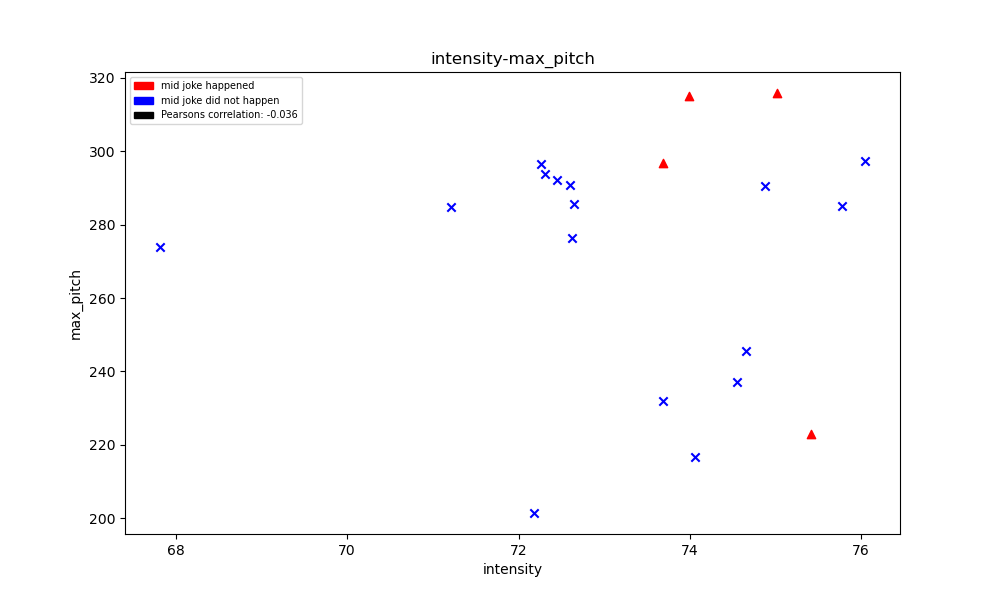 intensity-max_pitch
mid joke happened
mid joke did not happen
Pearsons correlation: -0.036
320
300
280
260
240
220
200
max_pitch
68 70 72 74 76
intensity